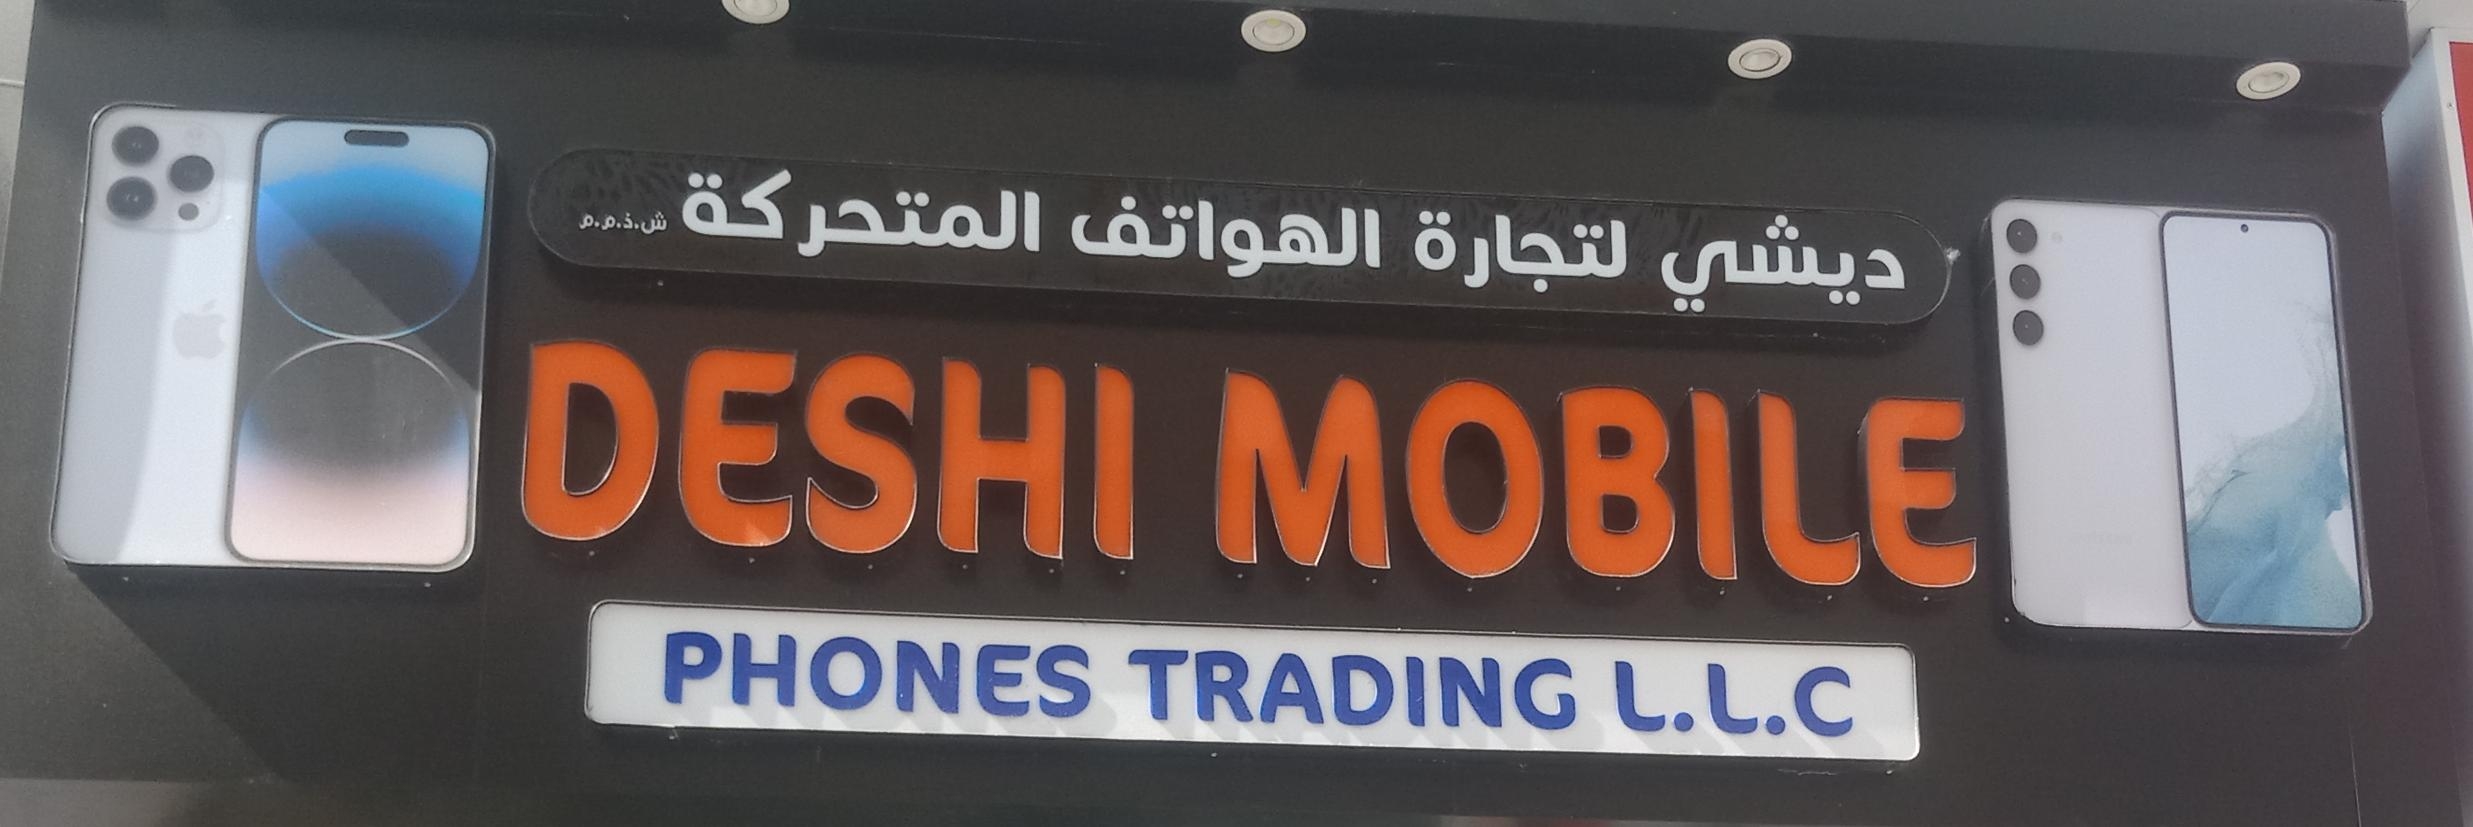 ديشي لتجارة الهواتف المتحركة ش.ذ.م.م
DESHI MOBILE
PHONES TRADING L.L.C